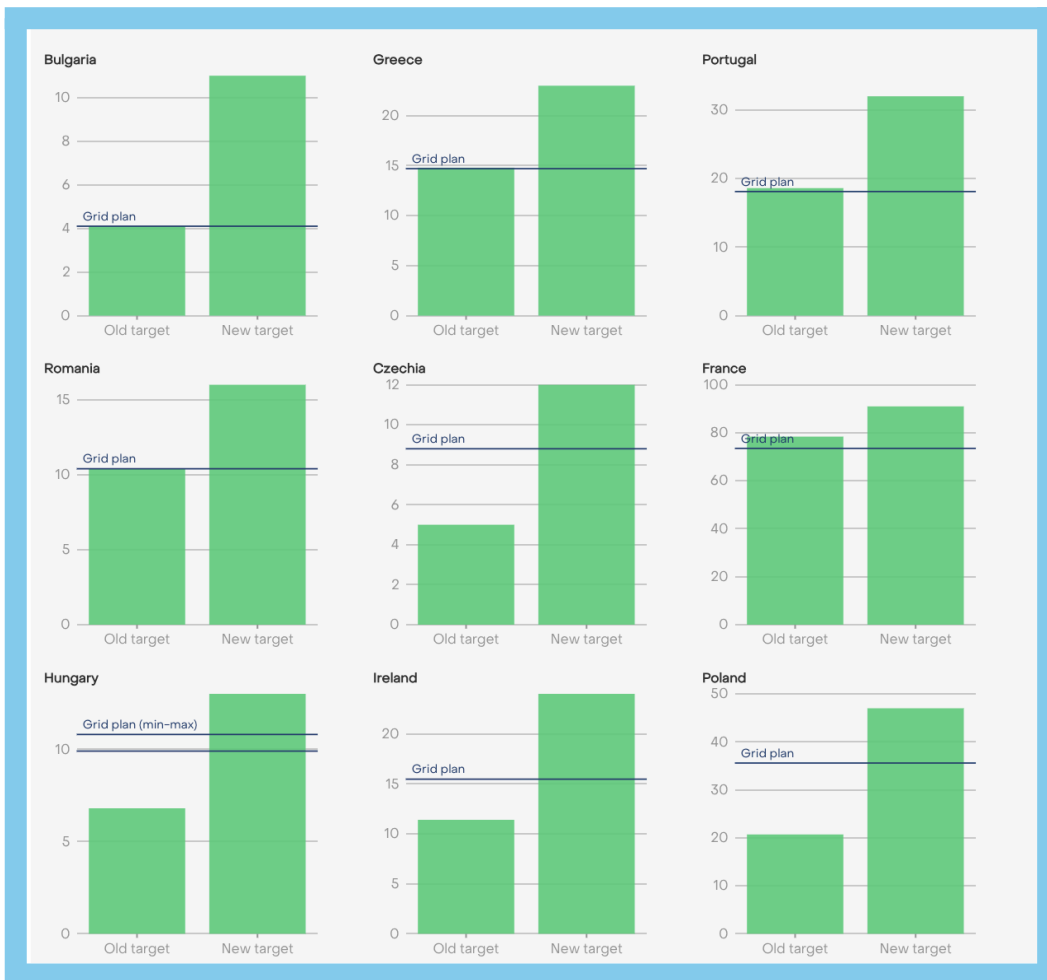 Bulgaria
10
8
6
Grid plan
4
2
0
Old target New target
Greece
20
15
Grid plan
10
5
0
Old target New target
Portugal
30
20
Grid plan
10
0
Old target New target
Romania
15
Grid plan
10
5
0
Old target New target
Czechia
12
10
Grid plan
8
6
4
2
0
Old target New target
France
100
80
Grid plan
60
40
20
0
Old target New target
Hungary
Grid plan (min-max)
10
5
0
Old target New target
Ireland
20
Grid plan
15
10
5
0
Old target New target
Poland
50
40
Grid plan
30
20
10
0
Old target New target